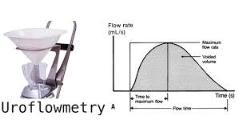 Flow rate
(mL/s)
Maximum
flow rate
Voided
volume
Time (s)
Time to
maximum flow
Flow time
Uroflowmetry A